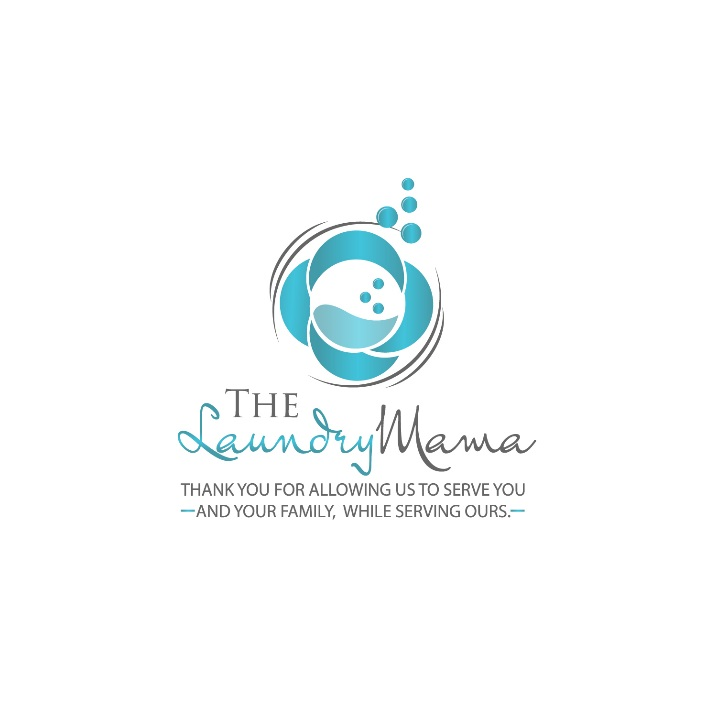 THE
LaundryMama
THANK YOU FOR ALLOWING US TO SERVE YOU
AND YOUR FAMILY, WHILE SERVING OURS.